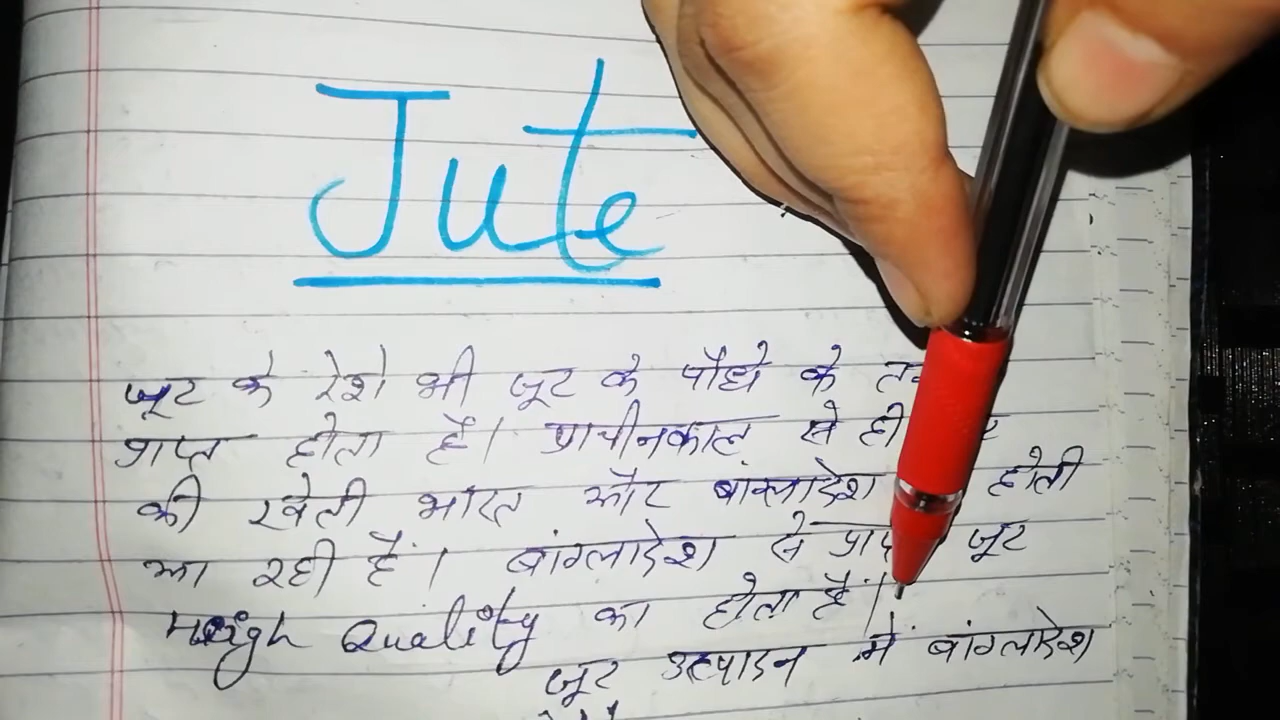 Jute
जूट के रेशे भी जूट के पौधे के
प्राप्त होता है। प्राचीनकाल से ही
की खेती भारत और बांग्लादेश होती
आ रही है। बांग्लादेश से प्राप्त जूट
High Quality का होता है।
जूट उत्पादन में बांग्लादेश